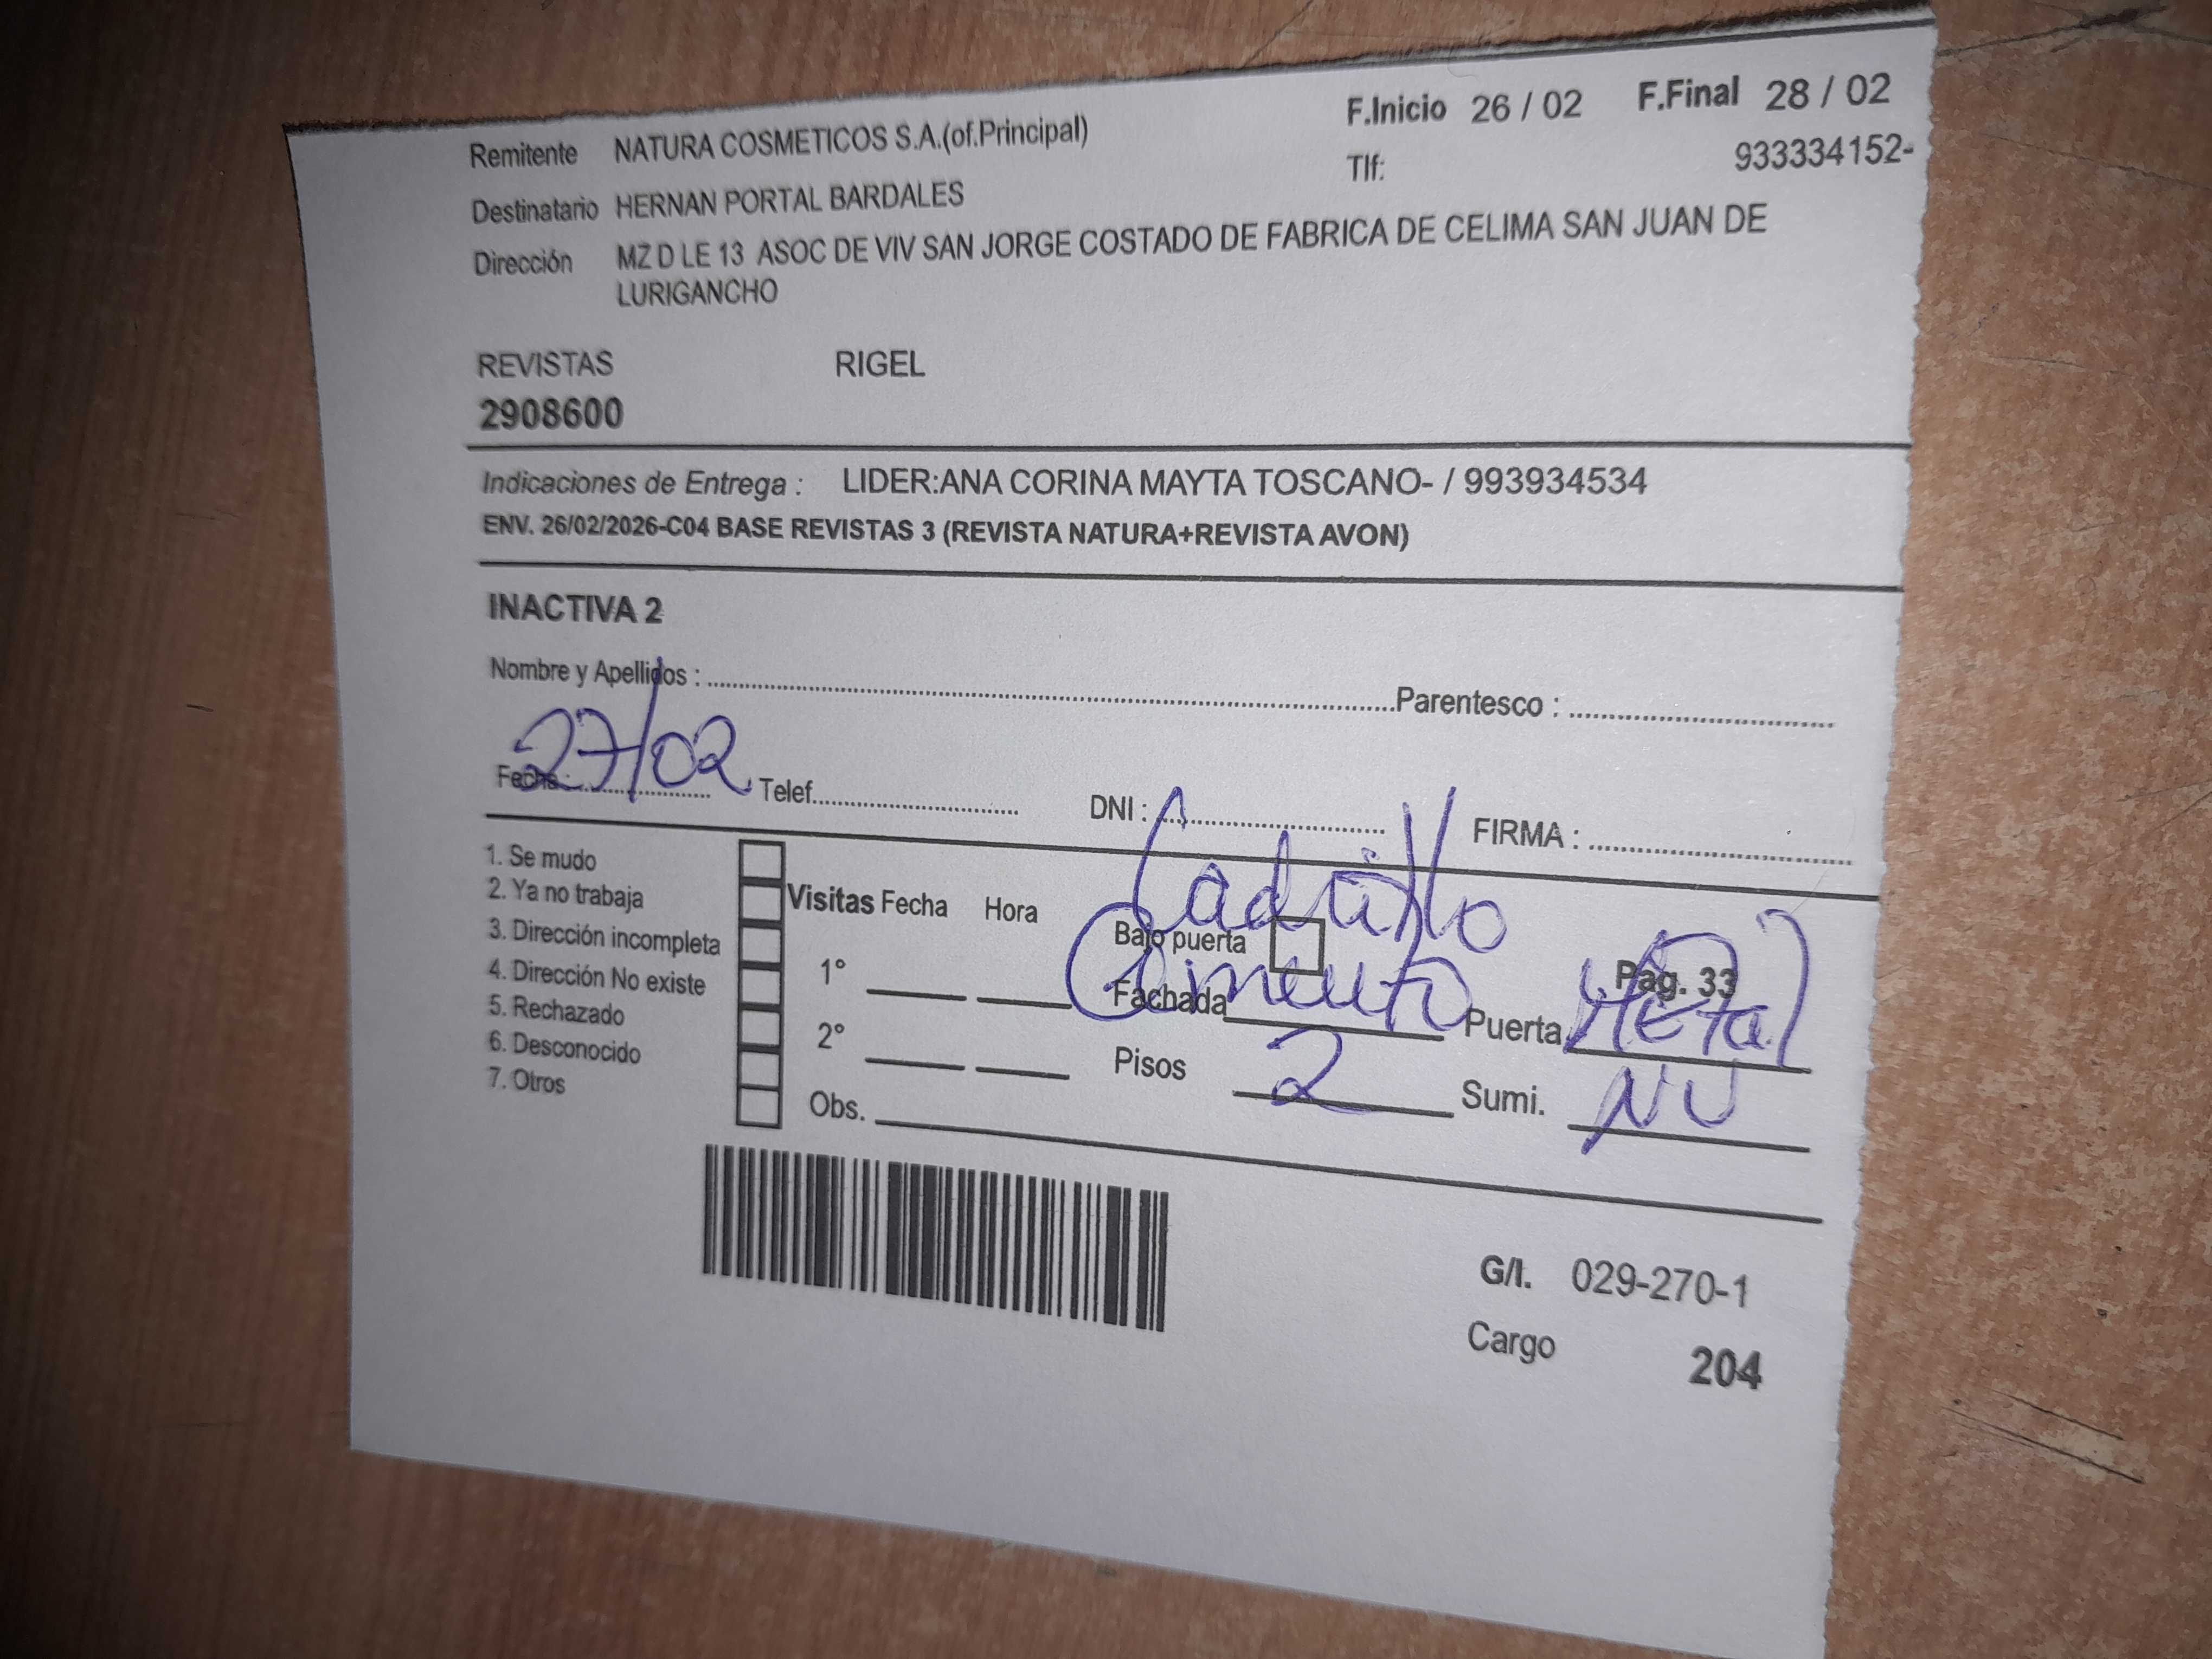 Remitente NATURA COSMETICOS S.A.(of.Principal) F.Inicio 26 / 02 F.Final 28 / 02
Tlf: 933334152-
Destinatario HERNAN PORTAL BARDALES
Dirección MZ D LE 13 ASOC DE VIV SAN JORGE COSTADO DE FABRICA DE CELIMA SAN JUAN DE
LURIGANCHO
REVISTAS RIGEL
2908600
Indicaciones de Entrega : LIDER:ANA CORINA MAYTA TOSCANO- / 993934534
ENV. 26/02/2026-C04 BASE REVISTAS 3 (REVISTA NATURA+REVISTA AVON)
INACTIVA 2
Nombre y Apellidos : Parentesco :
Fecha : 27/02 Telef. DNI : FIRMA :
1. Se mudo
2. Ya no trabaja
3. Dirección incompleta
4. Dirección No existe
5. Rechazado
6. Desconocido
7. Otros
Visitas Fecha Hora
1°
2°
Obs.
Ladrillo
Bajo puerta Pag. 33
Fachada Cemento Puerta Metal
Pisos 2 Sumi. NU
G/I. 029-270-1
Cargo 204